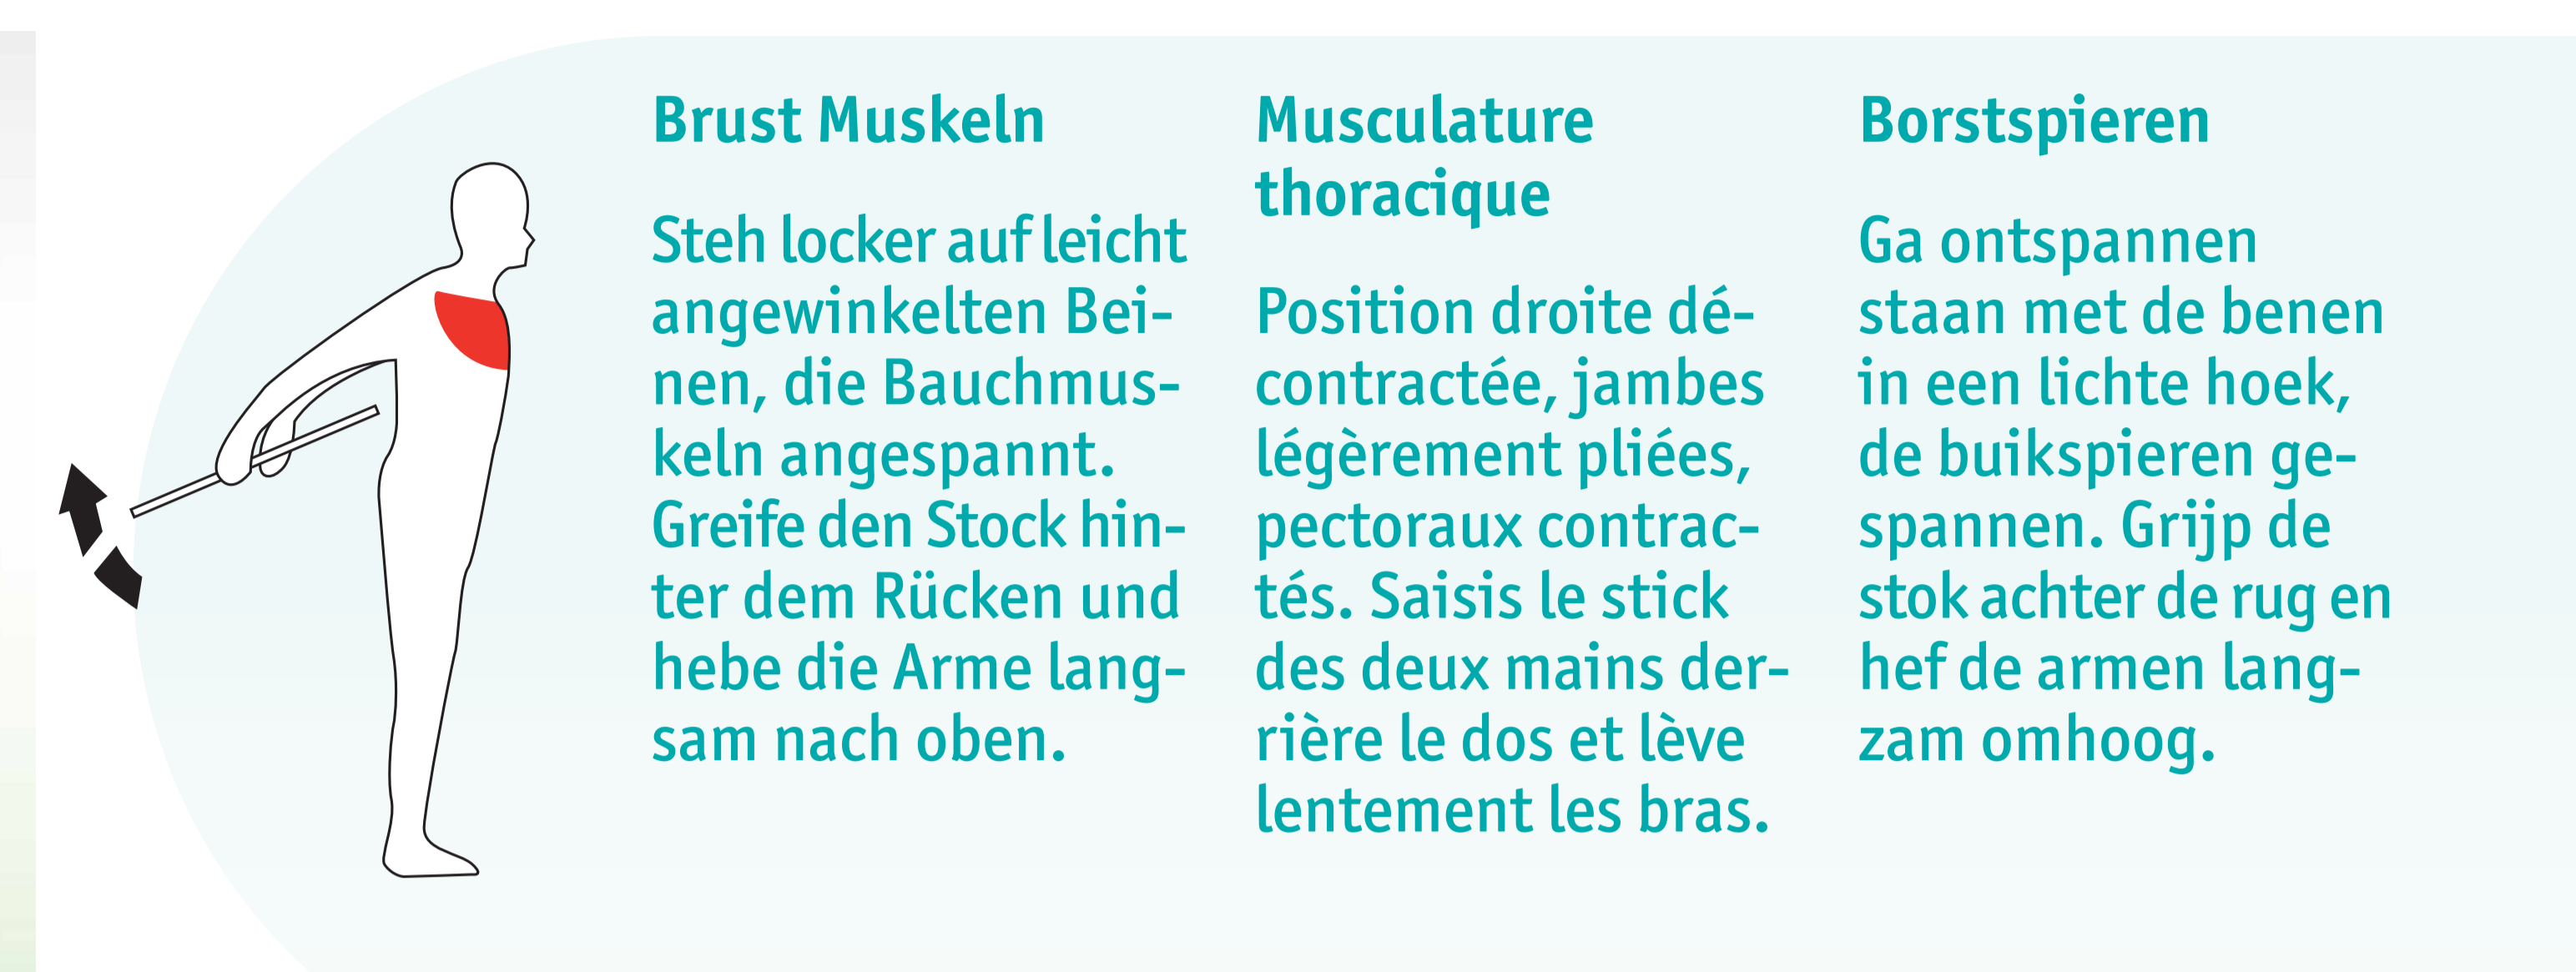 Brust Muskeln
Steh locker auf leicht
angewinkelten Bei-
nen, die Bauchmus-
keln angespannt.
Greife den Stock hin-
ter dem Rücken und
hebe die Arme lang-
sam nach oben.
Musculature
thoracique
Position droite dé-
contractée, jambes
légèrement pliées,
pectoraux contrac-
tés. Saisis le stick
des deux mains der-
rière le dos et lève
lentement les bras.
Borstspieren
Ga ontspannen
staan met de benen
in een lichte hoek,
de buikspieren ge-
spannen. Grijp de
stok achter de rug en
hef de armen lang-
zam omhoog.